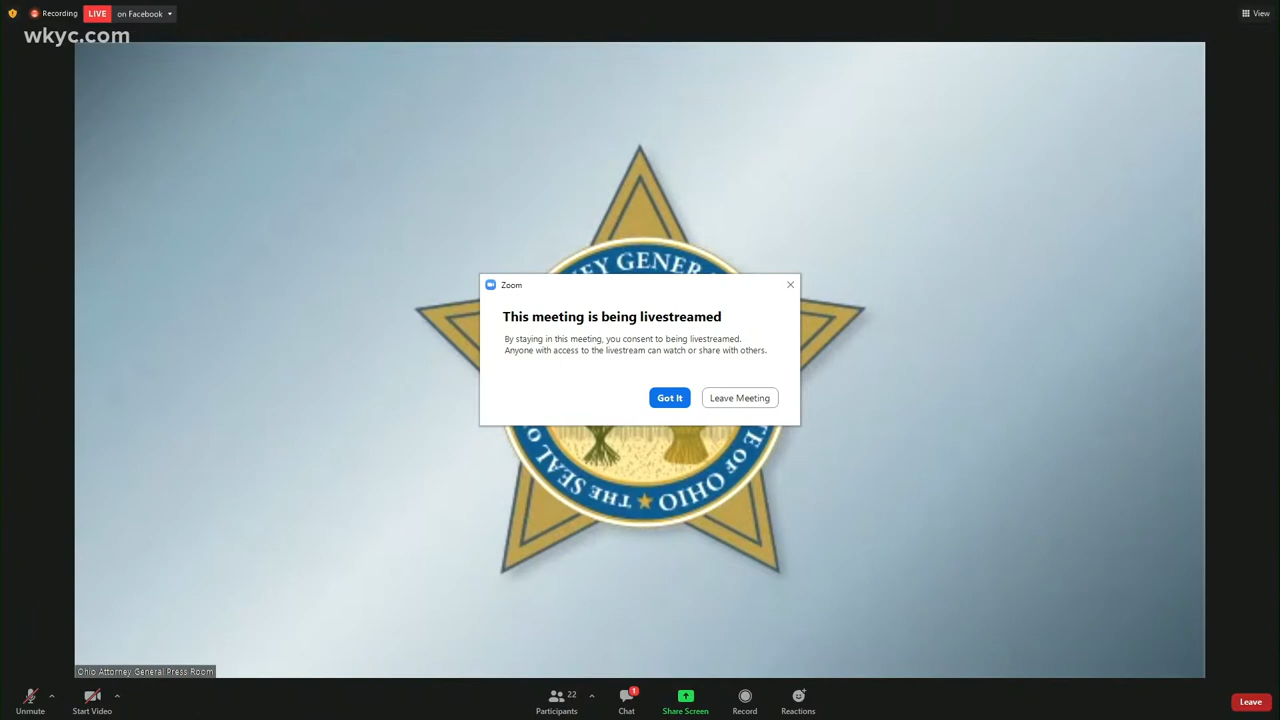 Recording
LIVE on Facebook
View
wkyc.com
GENER
Zoom
This meeting is being livestreamed
By staying in this meeting, you consent to being livestreamed.
Anyone with access to the livestream can watch or share with others.
Got It
Leave Meeting
THE SEAL O
TE OF OHIO
Ohio Attorney General Press Room
Unmute
Start Video
22
Participants
1
Chat
Share Screen
Record
Reactions
Leave